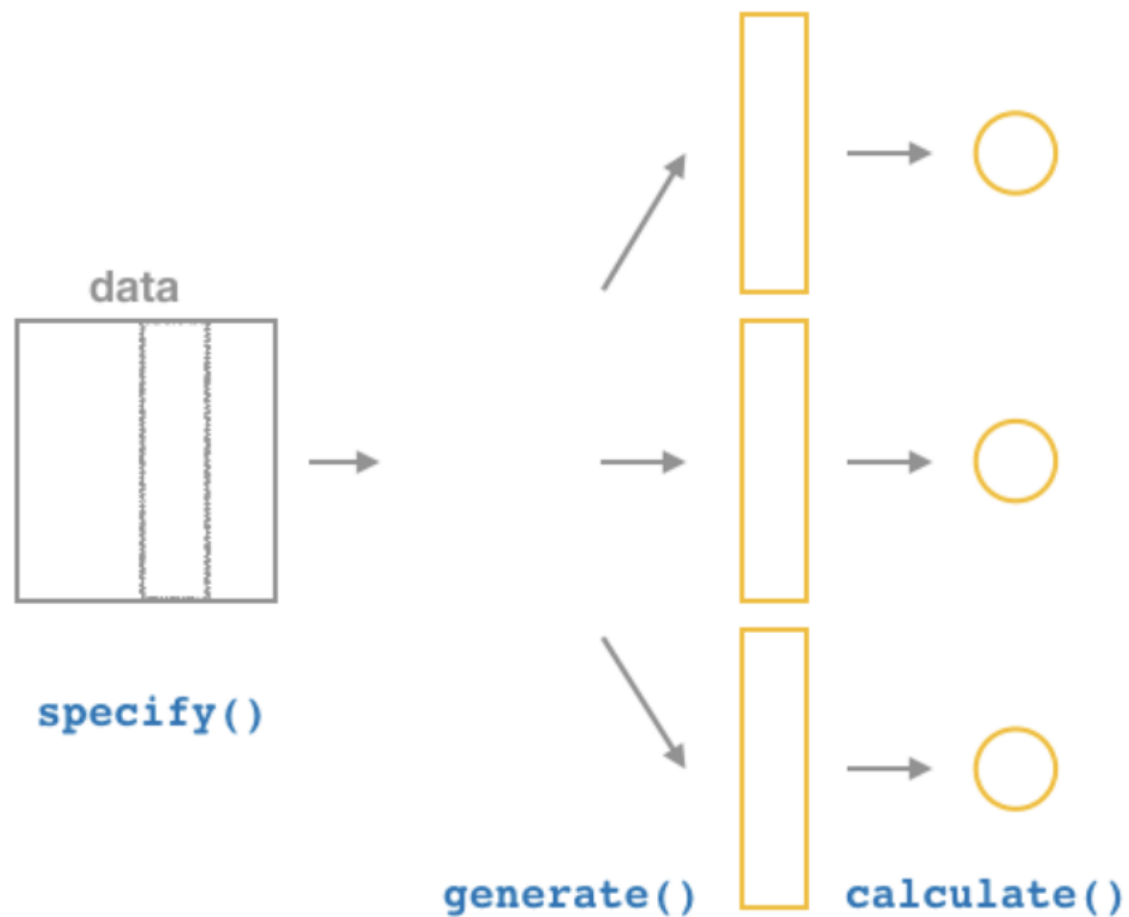 data
specify()
generate()
calculate()